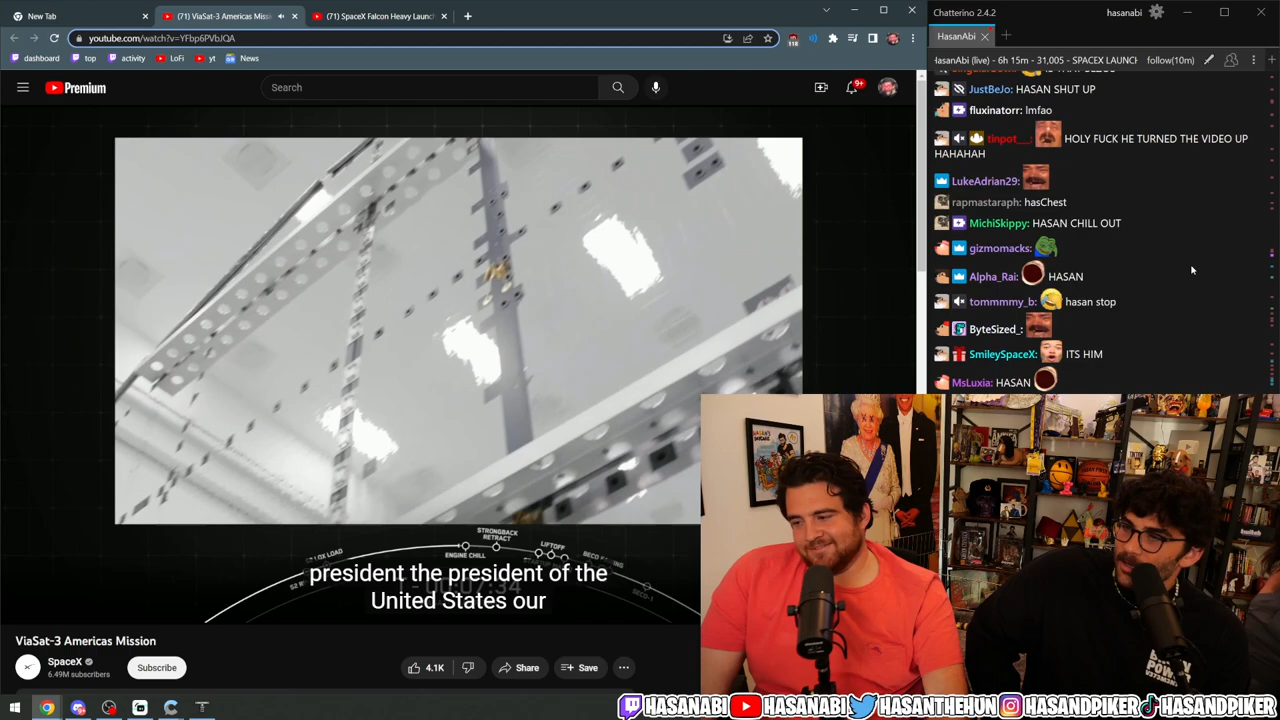 New Tab
(71) ViaSat-3 Americas Missi
(71) SpaceX Falcon Heavy Launch
youtube.com/watch?v=YFbp6PVbJQA
118
dashboard
top
activity
LoFi
yt
News
Premium
Search
9+
STRONGBACK
RETRACT
LIFTOFF
ENGINE CHILL
president the president of the
United States our
ViaSat-3 Americas Mission
SpaceX
6.49M subscribers
Subscribe
4.1K
Share
Save
Chatterino 2.4.2
hasanabi
HasanAbi
HasanAbi (live) - 6h 15m - 31,005 - SPACEX LAUNCH
follow(10m)
JustBeJo: HASAN SHUT UP
fluxinatorr: lmfao
tinpot__: HOLY FUCK HE TURNED THE VIDEO UP
HAHAHAH
LukeAdrian29:
rapmastaraph: hasChest
MichiSkippy: HASAN CHILL OUT
gizmomacks:
Alpha_Rai: HASAN
tommmmy_b: hasan stop
ByteSized_:
SmileySpaceX: ITS HIM
MsLuxia: HASAN
HASANABI
HASANABI
HASANTHEHUN
HASANDPIKER
HASANDPIKER